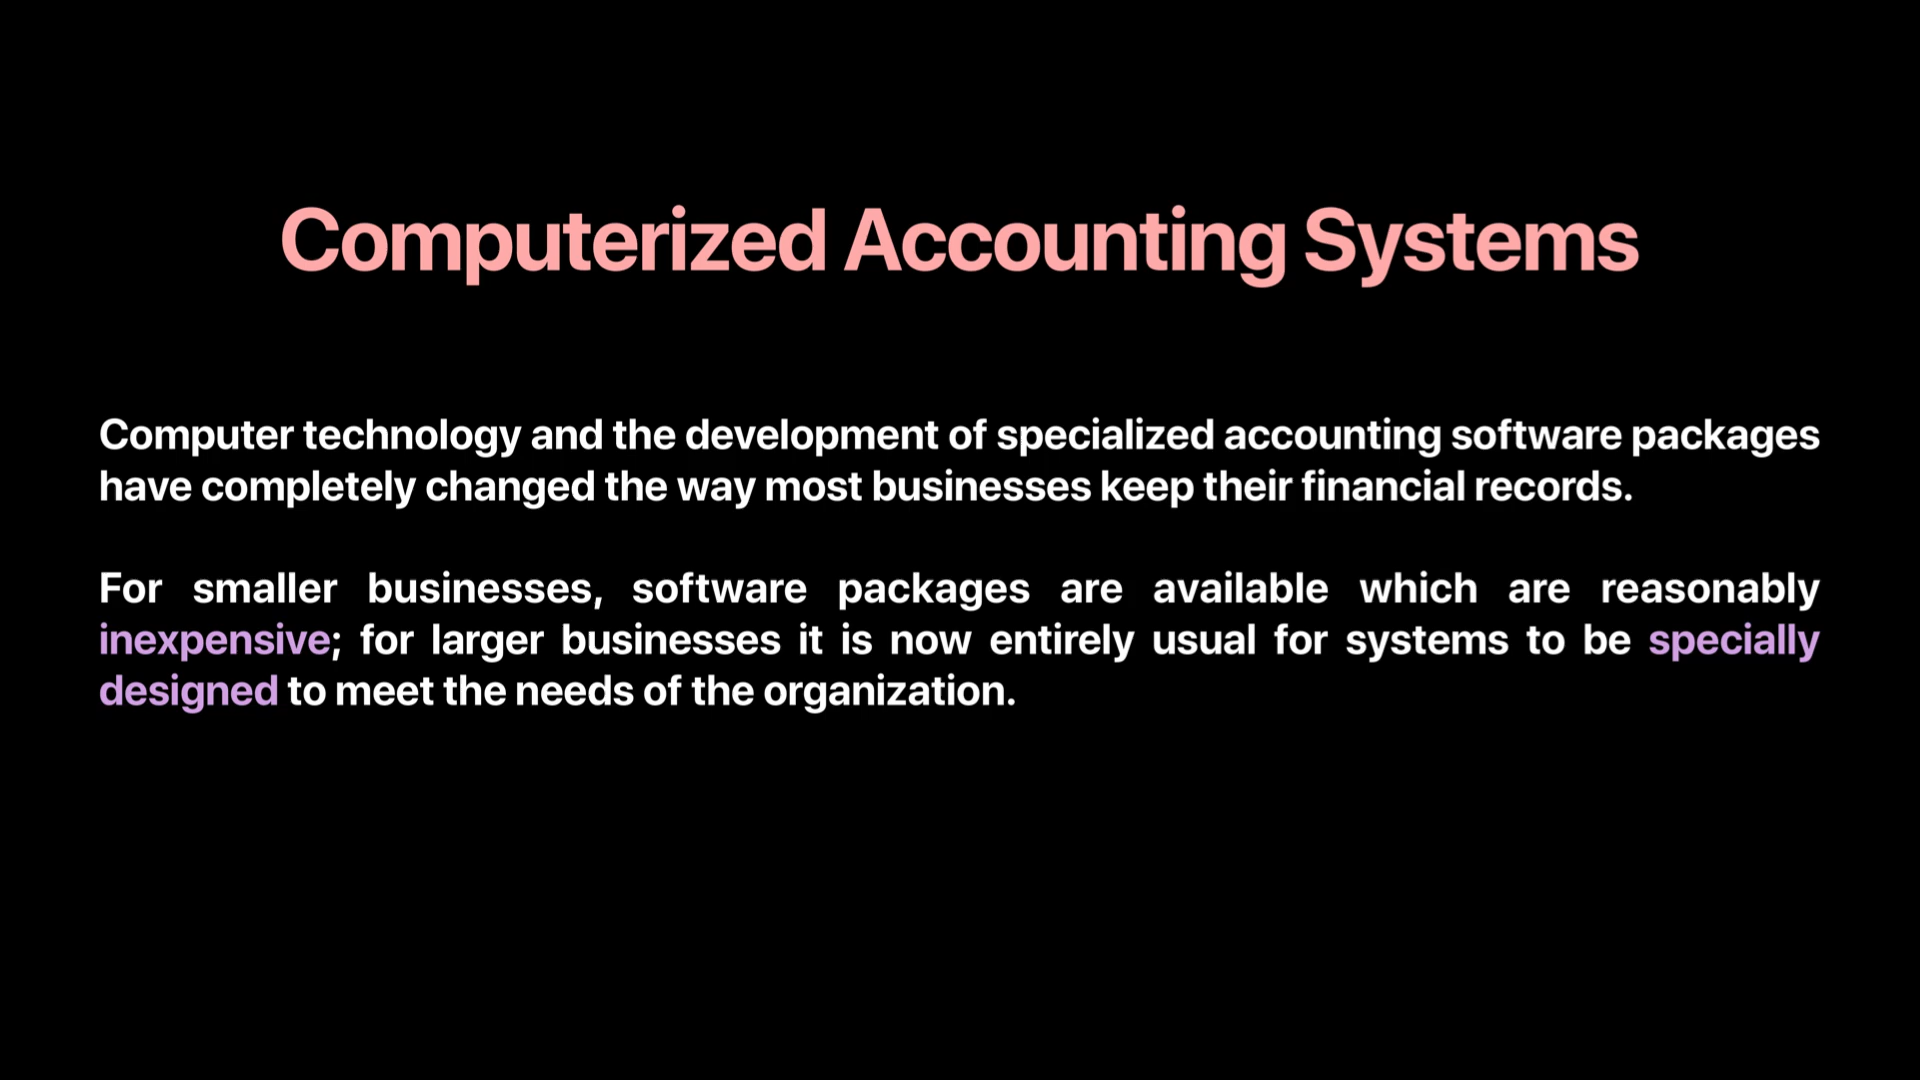 Computerized Accounting Systems
Computer technology and the development of specialized accounting software packages
have completely changed the way most businesses keep their financial records.
For smaller businesses, software packages are available which are reasonably
inexpensive; for larger businesses it is now entirely usual for systems to be specially
designed to meet the needs of the organization.